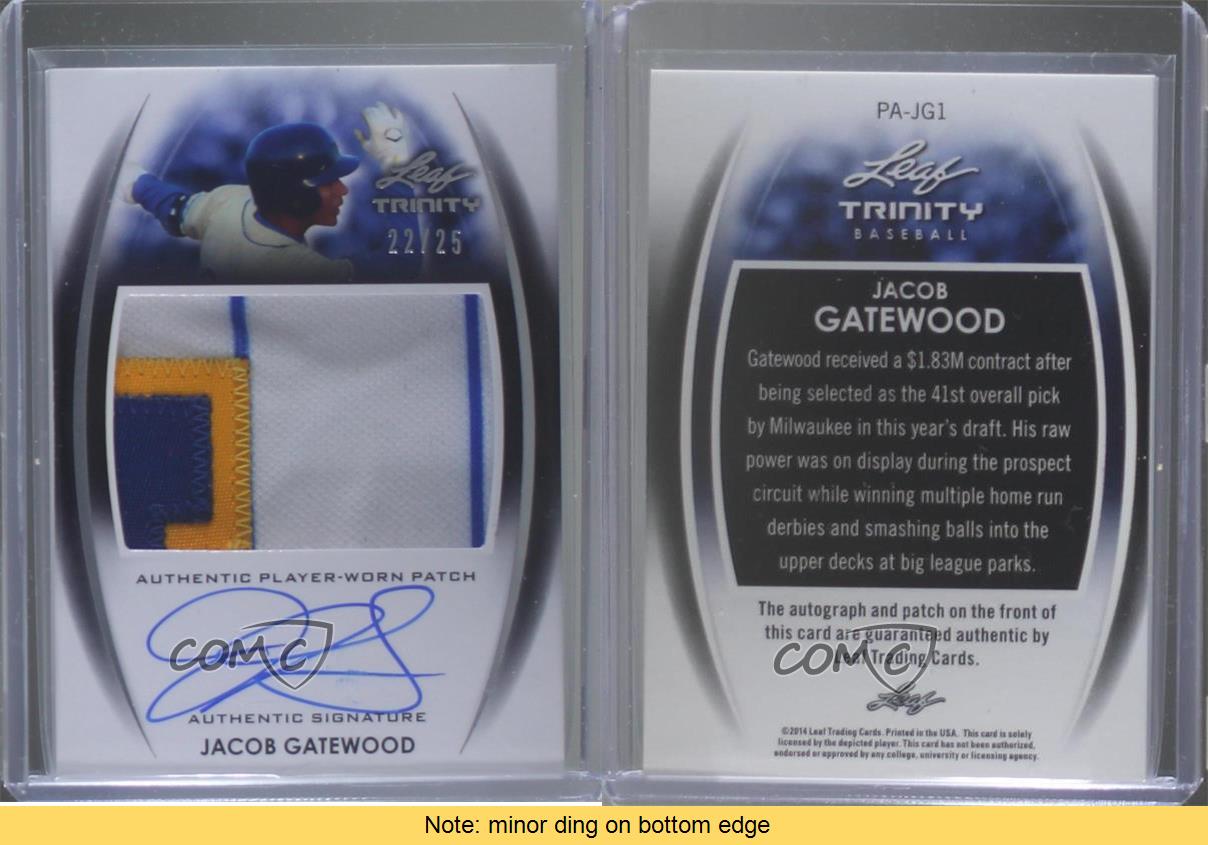 Leaf
TRINITY
22/25
AUTHENTIC PLAYER-WORN PATCH
COMC
AUTHENTIC SIGNATURE
JACOB GATEWOOD
PA-JG1
Leaf
TRINITY
BASEBALL
JACOB
GATEWOOD
Gatewood received a $1.83M contract after
being selected as the 41st overall pick
by Milwaukee in this year's draft. His raw
power was on display during the prospect
circuit while winning multiple home run
derbies and smashing balls into the
upper decks at big league parks.
The autograph and patch on the front of
this card are guaranteed authentic by
Leaf Trading Cards.
COMC
Leaf
©2014 Leaf Trading Cards. Printed in the USA. This card is solely
licensed by the depicted player. This card has not been authorized,
endorsed or approved by any college, university or licensing agency.
Note: minor ding on bottom edge